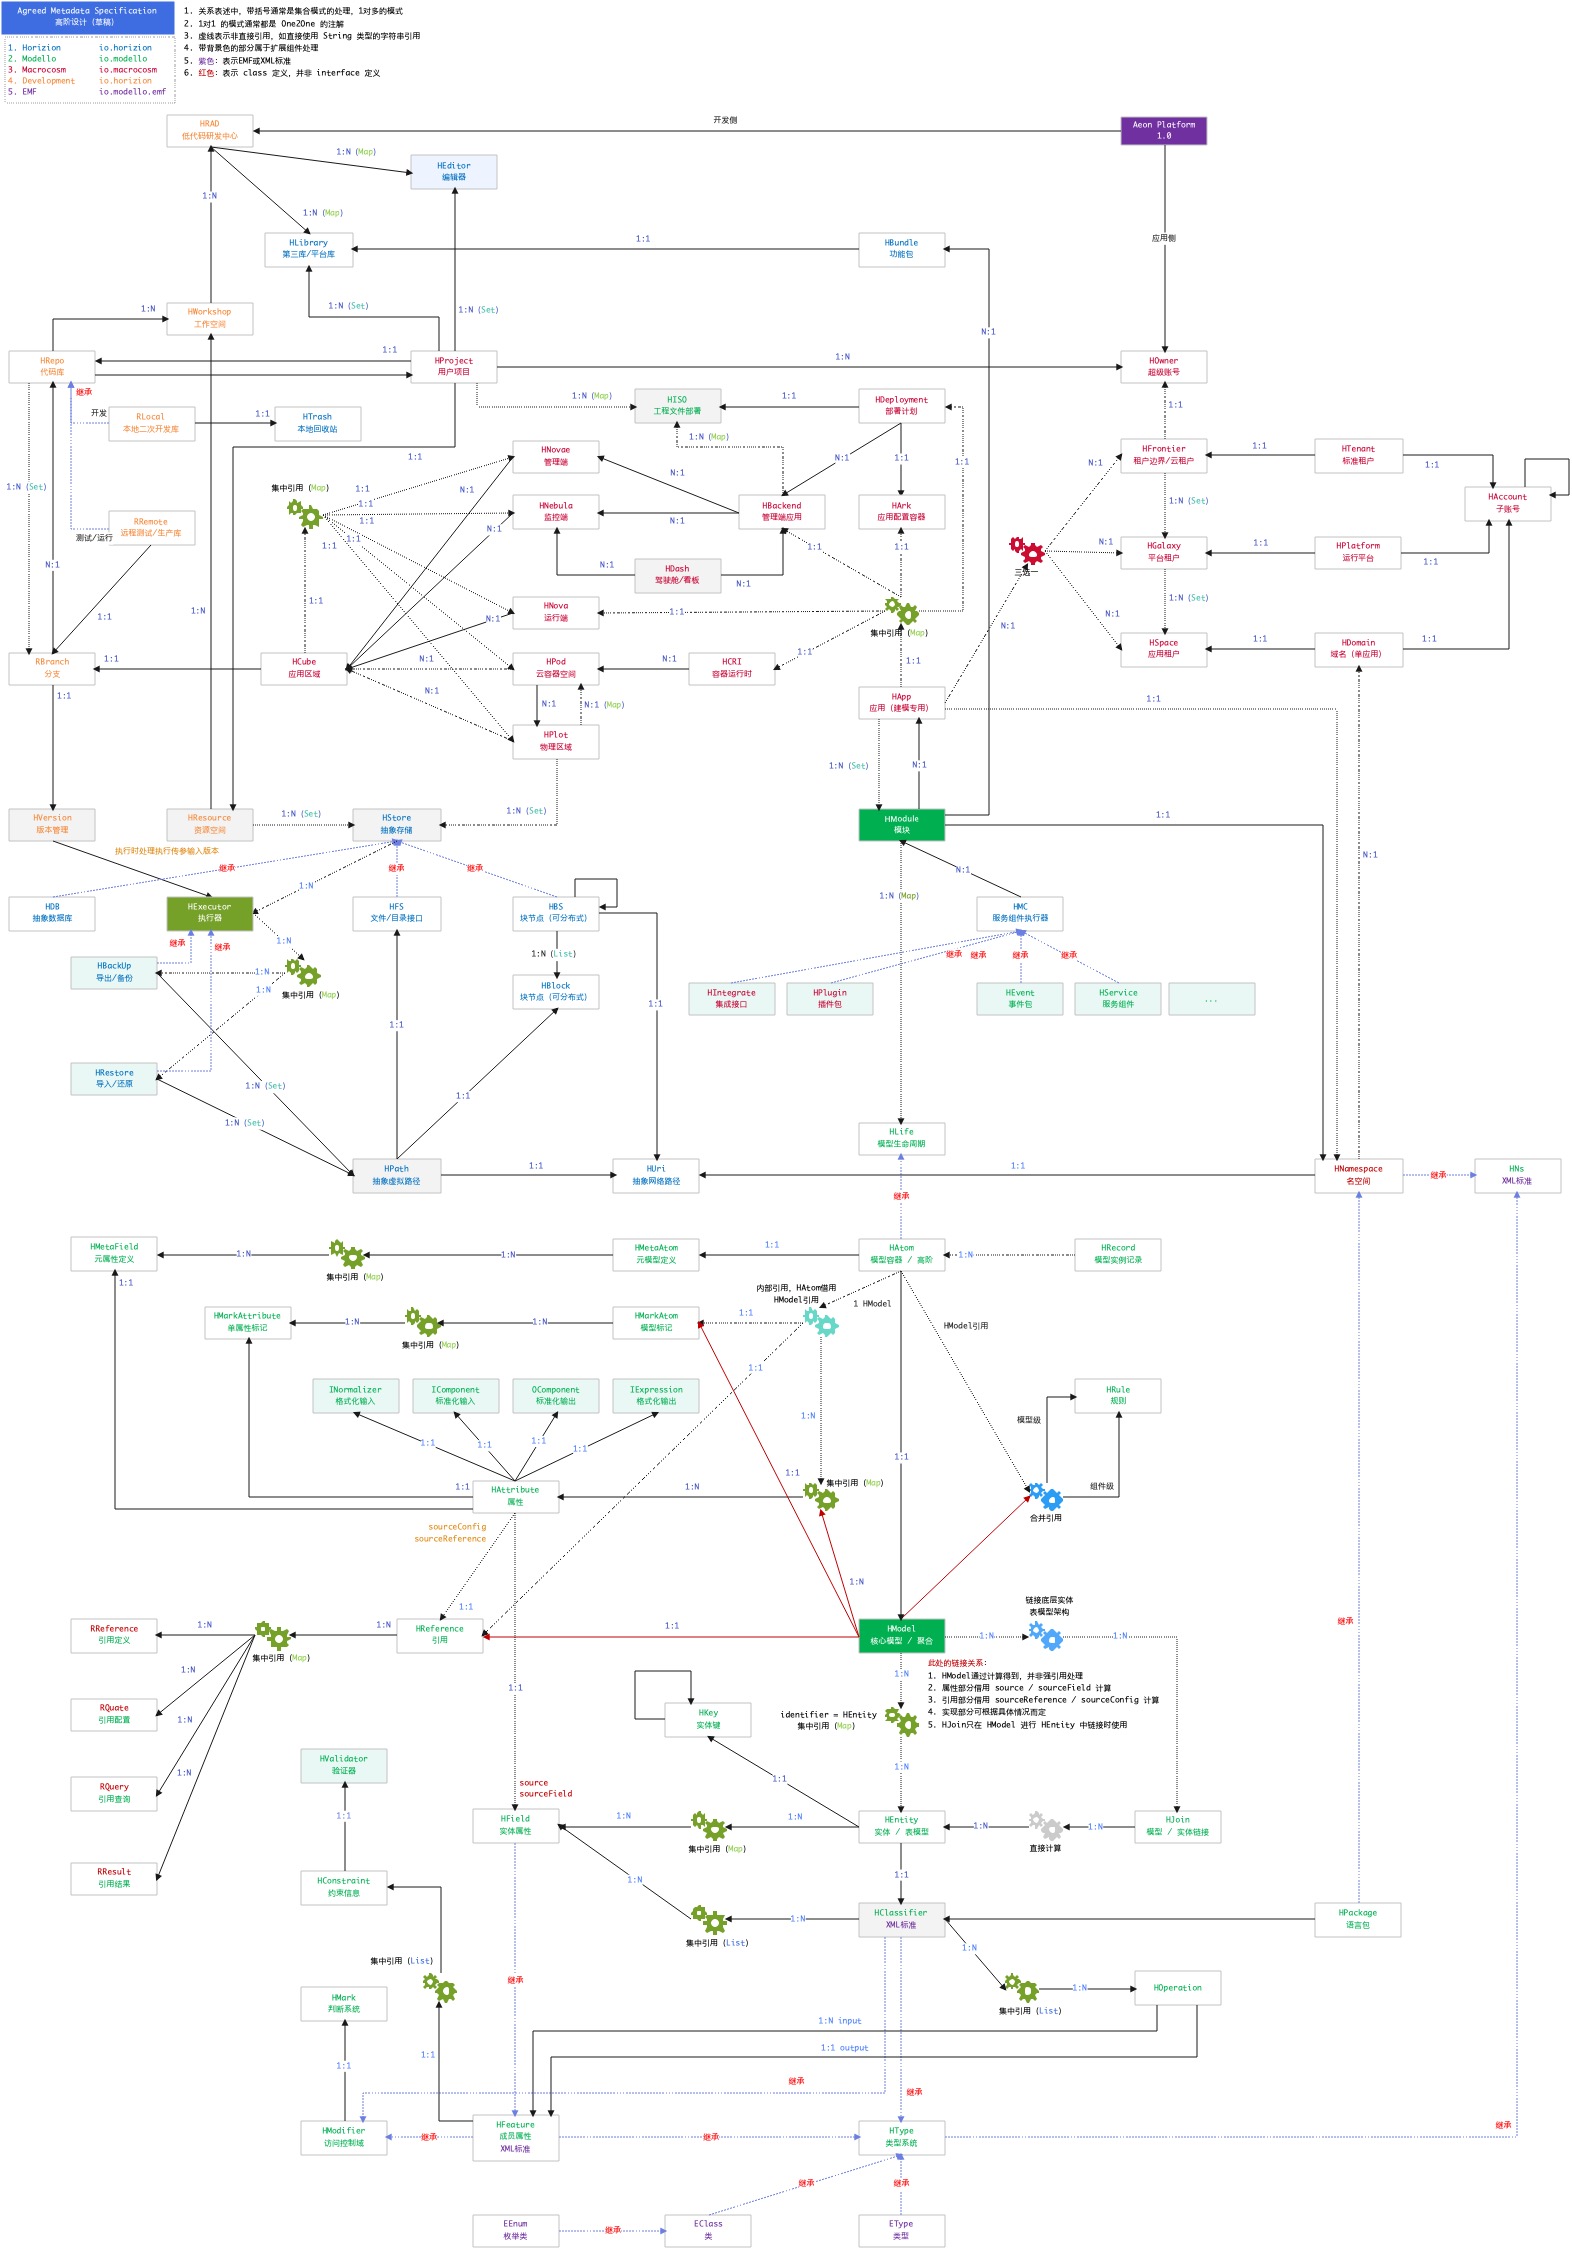 Agreed Metadata Specification
高阶设计（草稿）
1. Horizion io.horizion
2. Modello io.modello
3. Macrocosm io.macrocosm
4. Development io.horizion
5. EMF io.modello.emf
1. 关系表述中，带括号通常是集合模式的处理，1对多的模式
2. 1对1 的模式通常都是 One2One 的注解
3. 虚线表示非直接引用，如直接使用 String 类型的字符串引用
4. 带背景色的部分属于扩展组件处理
5. 紫色：表示EMF或XML标准
6. 红色：表示 class 定义，并非 interface 定义
HRAD
低代码研发中心
开发侧
Aeon Platform
1.0
1:N (Map)
HEditor
编辑器
1:N
1:N (Map)
HLibrary
第三库/平台库
1:1
HBundle
功能包
应用侧
1:N
HWorkshop
工作空间
1:N (Set)
1:N (Set)
N:1
HRepo
代码库
1:1
HProject
用户项目
1:N
HOwner
超级账号
继承
开发
RLocal
本地二次开发库
1:1
HTrash
本地回收站
1:N (Map)
HISO
工程文件部署
1:1
HDeployment
部署计划
1:1
1:N (Map)
HNovae
管理端
HFrontier
租户边界/云租户
1:1
HTenant
标准租户
1:1
1:1
N:1
N:1
1:1
1:1
N:1
N:1
1:N (Set)
集中引用 (Map)
1:1
N:1
1:N (Set)
HAccount
子账号
HNebula
监控端
N:1
HBackend
管理端应用
HArk
应用配置容器
1:1
1:1
N:1
RRemote
远程测试/生产库
测试/运行
1:1
1:1
1:1
1:1
1:1
三选一
N:1
HGalaxy
平台租户
1:1
HPlatform
运行平台
N:1
HDash
驾驶舱/看板
N:1
N:1
1:1
1:N
1:1
HNova
运行端
1:1
集中引用 (Map)
N:1
N:1
1:N (Set)
1:1
N:1
RBranch
分支
1:1
HCube
应用区域
N:1
HPod
云容器空间
N:1
HCRI
容器运行时
1:1
1:1
HSpace
应用租户
1:1
HDomain
域名（单应用）
1:1
1:1
N:1
N:1
N:1 (Map)
HApp
应用（建模专用）
1:1
HPlot
物理区域
1:N (Set)
N:1
HVersion
版本管理
HResource
资源空间
1:N (Set)
HStore
抽象存储
1:N (Set)
HModule
模块
1:1
执行时处理执行传参输入版本
继承
继承
继承
1:N
N:1
N:1
HDB
抽象数据库
HExecutor
执行器
HFS
文件/目录接口
HBS
块节点（可分布式）
1:N (Map)
HMC
服务组件执行器
继承
继承
1:N
1:N (List)
继承
继承
继承
继承
HBackUp
导出/备份
1:N
1:N
集中引用 (Map)
HBlock
块节点（可分布式）
1:1
HIntegrate
集成接口
HPlugin
插件包
HEvent
事件包
HService
服务组件
...
1:1
HRestore
导入/还原
1:N (Set)
1:1
1:N (Set)
HLife
模型生命周期
HPath
抽象虚拟路径
1:1
HUri
抽象网络路径
1:1
HNamespace
名空间
继承
HNs
XML标准
继承
HMetaField
元属性定义
1:N
集中引用 (Map)
1:N
HMetaAtom
元模型定义
1:1
HAtom
模型容器 / 高阶
1:N
HRecord
模型实例记录
1:1
内部引用，HAtom借用
HModel引用
1 HModel
HMarkAttribute
单属性标记
1:N
集中引用 (Map)
1:N
HMarkAtom
模型标记
1:1
HModel引用
1:1
INormalizer
格式化输入
IComponent
标准化输入
OComponent
标准化输出
IExpression
格式化输出
HRule
规则
模型级
1:N
1:1
1:1
1:1
1:1
1:1
1:1
1:1
集中引用 (Map)
HAttribute
属性
1:N
组件级
合并引用
sourceConfig
sourceReference
1:N
1:1
链接底层实体
表模型架构
RReference
引用定义
1:N
集中引用 (Map)
1:N
HReference
引用
1:1
HModel
核心模型 / 聚合
1:N
1:N
继承
此处的链接关系：
1. HModel通过计算得到，并非强引用处理
2. 属性部分借用 source / sourceField 计算
3. 引用部分借用 sourceReference / sourceConfig 计算
4. 实现部分可根据具体情况而定
5. HJoin只在 HModel 进行 HEntity 中链接时使用
1:N
1:N
1:1
RQuate
引用配置
HKey
实体键
identifier = HEntity
集中引用 (Map)
1:N
HValidator
验证器
1:N
RQuery
引用查询
source
sourceField
1:1
1:1
HField
实体属性
1:N
集中引用 (Map)
1:N
HEntity
实体 / 表模型
1:N
直接计算
1:N
HJoin
模型 / 实体链接
RResult
引用结果
HConstraint
约束信息
1:N
1:1
集中引用 (List)
1:N
HClassifier
XML标准
HPackage
语言包
1:N
集中引用 (List)
继承
HMark
判断系统
集中引用 (List)
1:N
HOperation
1:N input
1:1 output
1:1
1:1
继承
继承
HModifier
访问控制域
继承
HFeature
成员属性
XML标准
继承
HType
类型系统
继承
继承
继承
EEnum
枚举类
继承
EClass
类
EType
类型